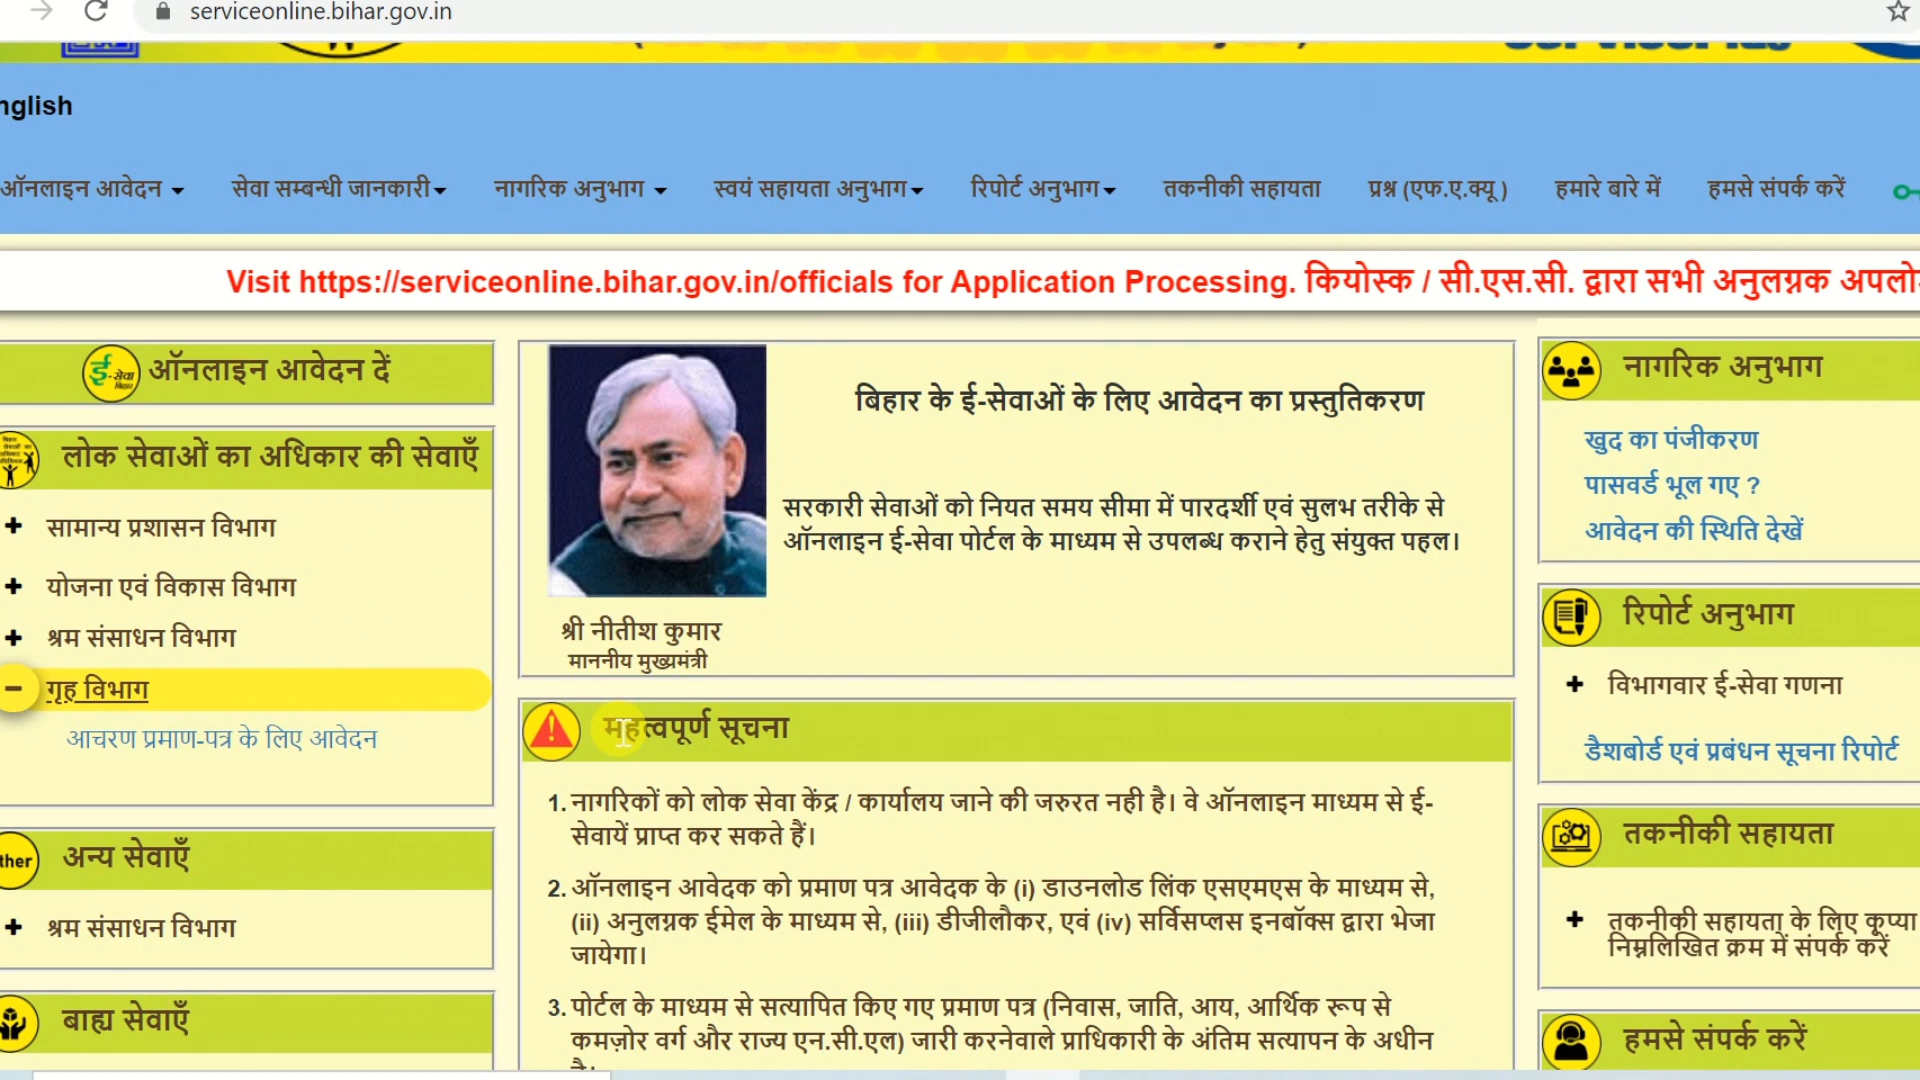 serviceonline.bihar.gov.in
nglish
ऑनलाइन आवेदन
सेवा सम्बन्धी जानकारी
नागरिक अनुभाग
स्वयं सहायता अनुभाग
रिपोर्ट अनुभाग
तकनीकी सहायता
प्रश्न (एफ.ए.क्यू )
हमारे बारे में
हमसे संपर्क करें
Visit https://serviceonline.bihar.gov.in/officials for Application Processing. कियोस्क / सी.एस.सी. द्वारा सभी अनुलग्नक अपलो
ई-सेवा बिहार
ऑनलाइन आवेदन दें
लोक सेवाओं का अधिकार की सेवाएँ
सामान्य प्रशासन विभाग
योजना एवं विकास विभाग
श्रम संसाधन विभाग
गृह विभाग
आचरण प्रमाण-पत्र के लिए आवेदन
ther
अन्य सेवाएँ
श्रम संसाधन विभाग
बाह्य सेवाएँ
बिहार के ई-सेवाओं के लिए आवेदन का प्रस्तुतिकरण
सरकारी सेवाओं को नियत समय सीमा में पारदर्शी एवं सुलभ तरीके से
ऑनलाइन ई-सेवा पोर्टल के माध्यम से उपलब्ध कराने हेतु संयुक्त पहल।
श्री नीतीश कुमार
माननीय मुख्यमंत्री
महत्वपूर्ण सूचना
1. नागरिकों को लोक सेवा केंद्र / कार्यालय जाने की जरुरत नही है। वे ऑनलाइन माध्यम से ई-
सेवायें प्राप्त कर सकते हैं।
2. ऑनलाइन आवेदक को प्रमाण पत्र आवेदक के (i) डाउनलोड लिंक एसएमएस के माध्यम से,
(ii) अनुलग्नक ईमेल के माध्यम से, (iii) डीजीलौकर, एवं (iv) सर्विसप्लस इनबॉक्स द्वारा भेजा
जायेगा।
3. पोर्टल के माध्यम से सत्यापित किए गए प्रमाण पत्र (निवास, जाति, आय, आर्थिक रूप से
कमज़ोर वर्ग और राज्य एन.सी.एल) जारी करनेवाले प्राधिकारी के अंतिम सत्यापन के अधीन
नागरिक अनुभाग
खुद का पंजीकरण
पासवर्ड भूल गए ?
आवेदन की स्थिति देखें
रिपोर्ट अनुभाग
विभागवार ई-सेवा गणना
डैशबोर्ड एवं प्रबंधन सूचना रिपोर्ट
तकनीकी सहायता
तकनीकी सहायता के लिए कृप्या
निम्नलिखित क्रम में संपर्क करें
हमसे संपर्क करें